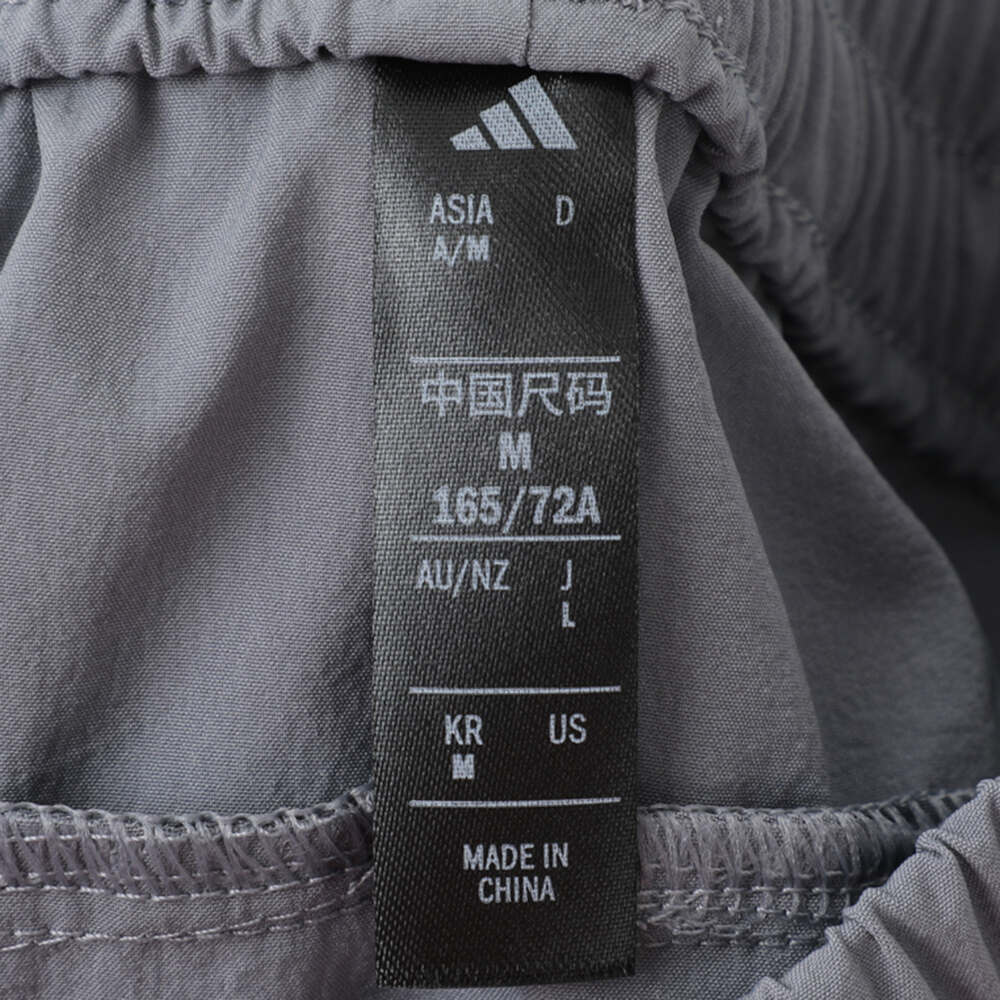 ASIA D
A/M
中国尺码
M
165/72A
AU/NZ J
L
KR US
M
MADE IN
CHINA